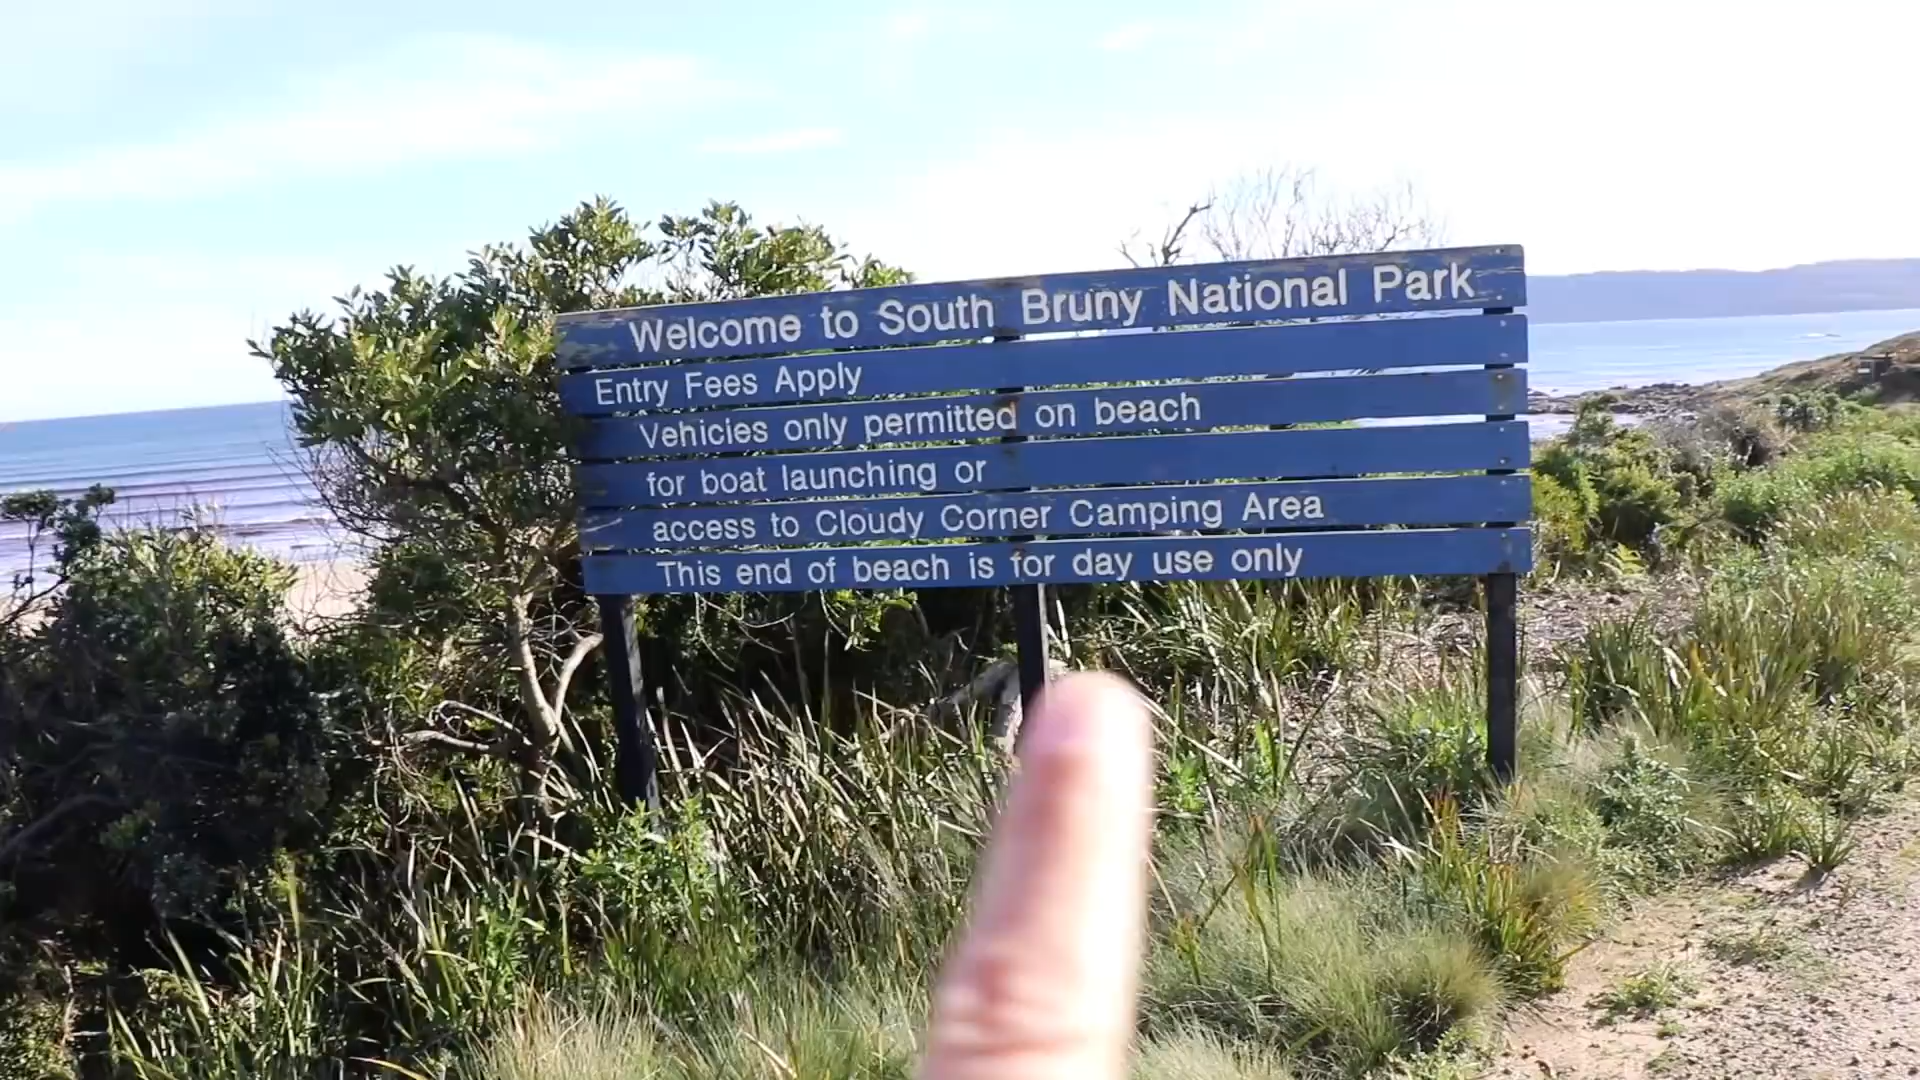 Welcome to South Bruny National Park
Entry Fees Apply
Vehicles only permitted on beach
for boat launching or
access to Cloudy Corner Camping Area
This end of beach is for day use only